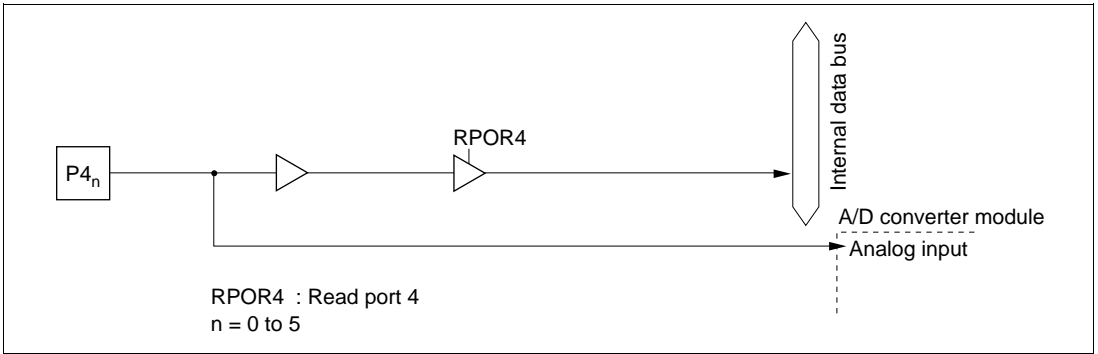 RPOR4
P4n
Internal data bus
A/D converter module
Analog input
RPOR4 : Read port 4
n = 0 to 5